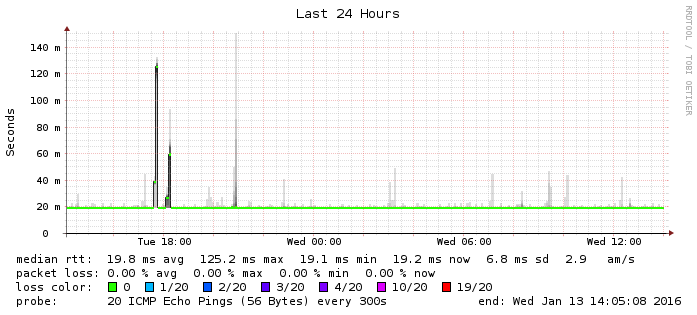 Last 24 Hours
RRDTOOL / TOBI OETIKER
Seconds
140 m
120 m
100 m
80 m
60 m
40 m
20 m
0
Tue 18:00 Wed 00:00 Wed 06:00 Wed 12:00
median rtt: 19.8 ms avg 125.2 ms max 19.1 ms min 19.2 ms now 6.8 ms sd 2.9 am/s
packet loss: 0.00 % avg 0.00 % max 0.00 % min 0.00 % now
loss color: 0 1/20 2/20 3/20 4/20 10/20 19/20
probe: 20 ICMP Echo Pings (56 Bytes) every 300s end: Wed Jan 13 14:05:08 2016